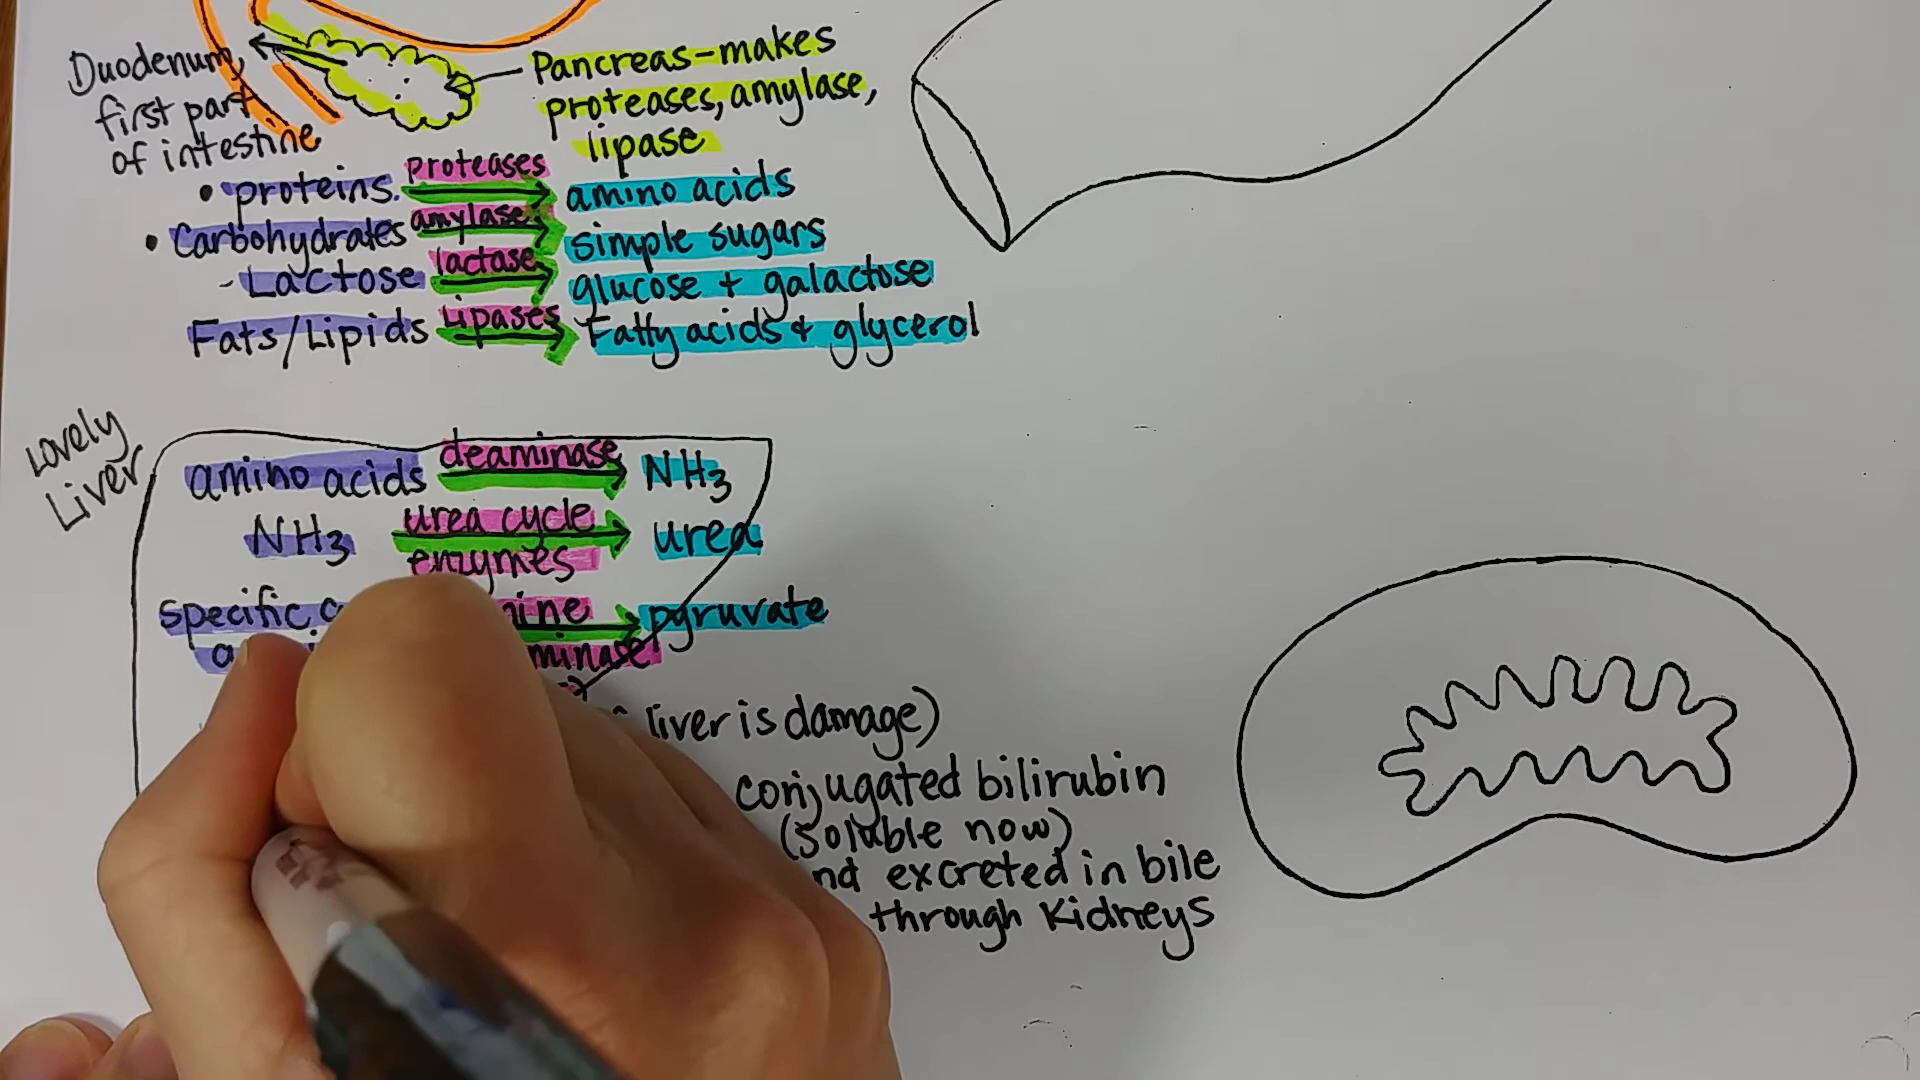 Duodenum,
first part
of intestine
Pancreas-makes
proteases, amylase,
lipase
• proteins. proteases amino acids
• Carbohydrates amylase simple sugars
- Lactose lactase glucose + galactose
Fats/Lipids Lipases Fatty acids & glycerol
Lovely
Liver
amino acids deaminase NH3
NH3 urea cycle urea
enzymes
specific pyruvate
liver is damage)
conjugated bilirubin
(soluble now)
excreted in bile
through Kidneys